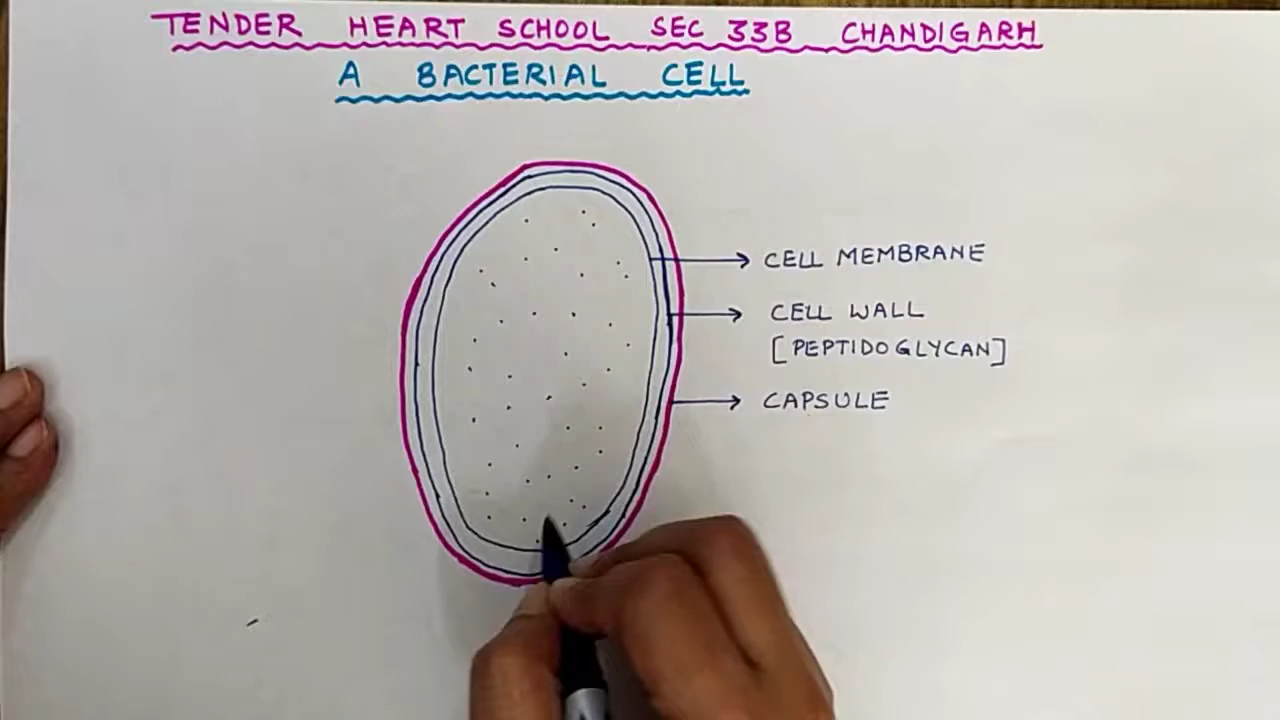 TENDER HEART SCHOOL SEC 33B CHANDIGARH
A BACTERIAL CELL
CELL MEMBRANE
CELL WALL
[PEPTIDOGLYCAN]
CAPSULE